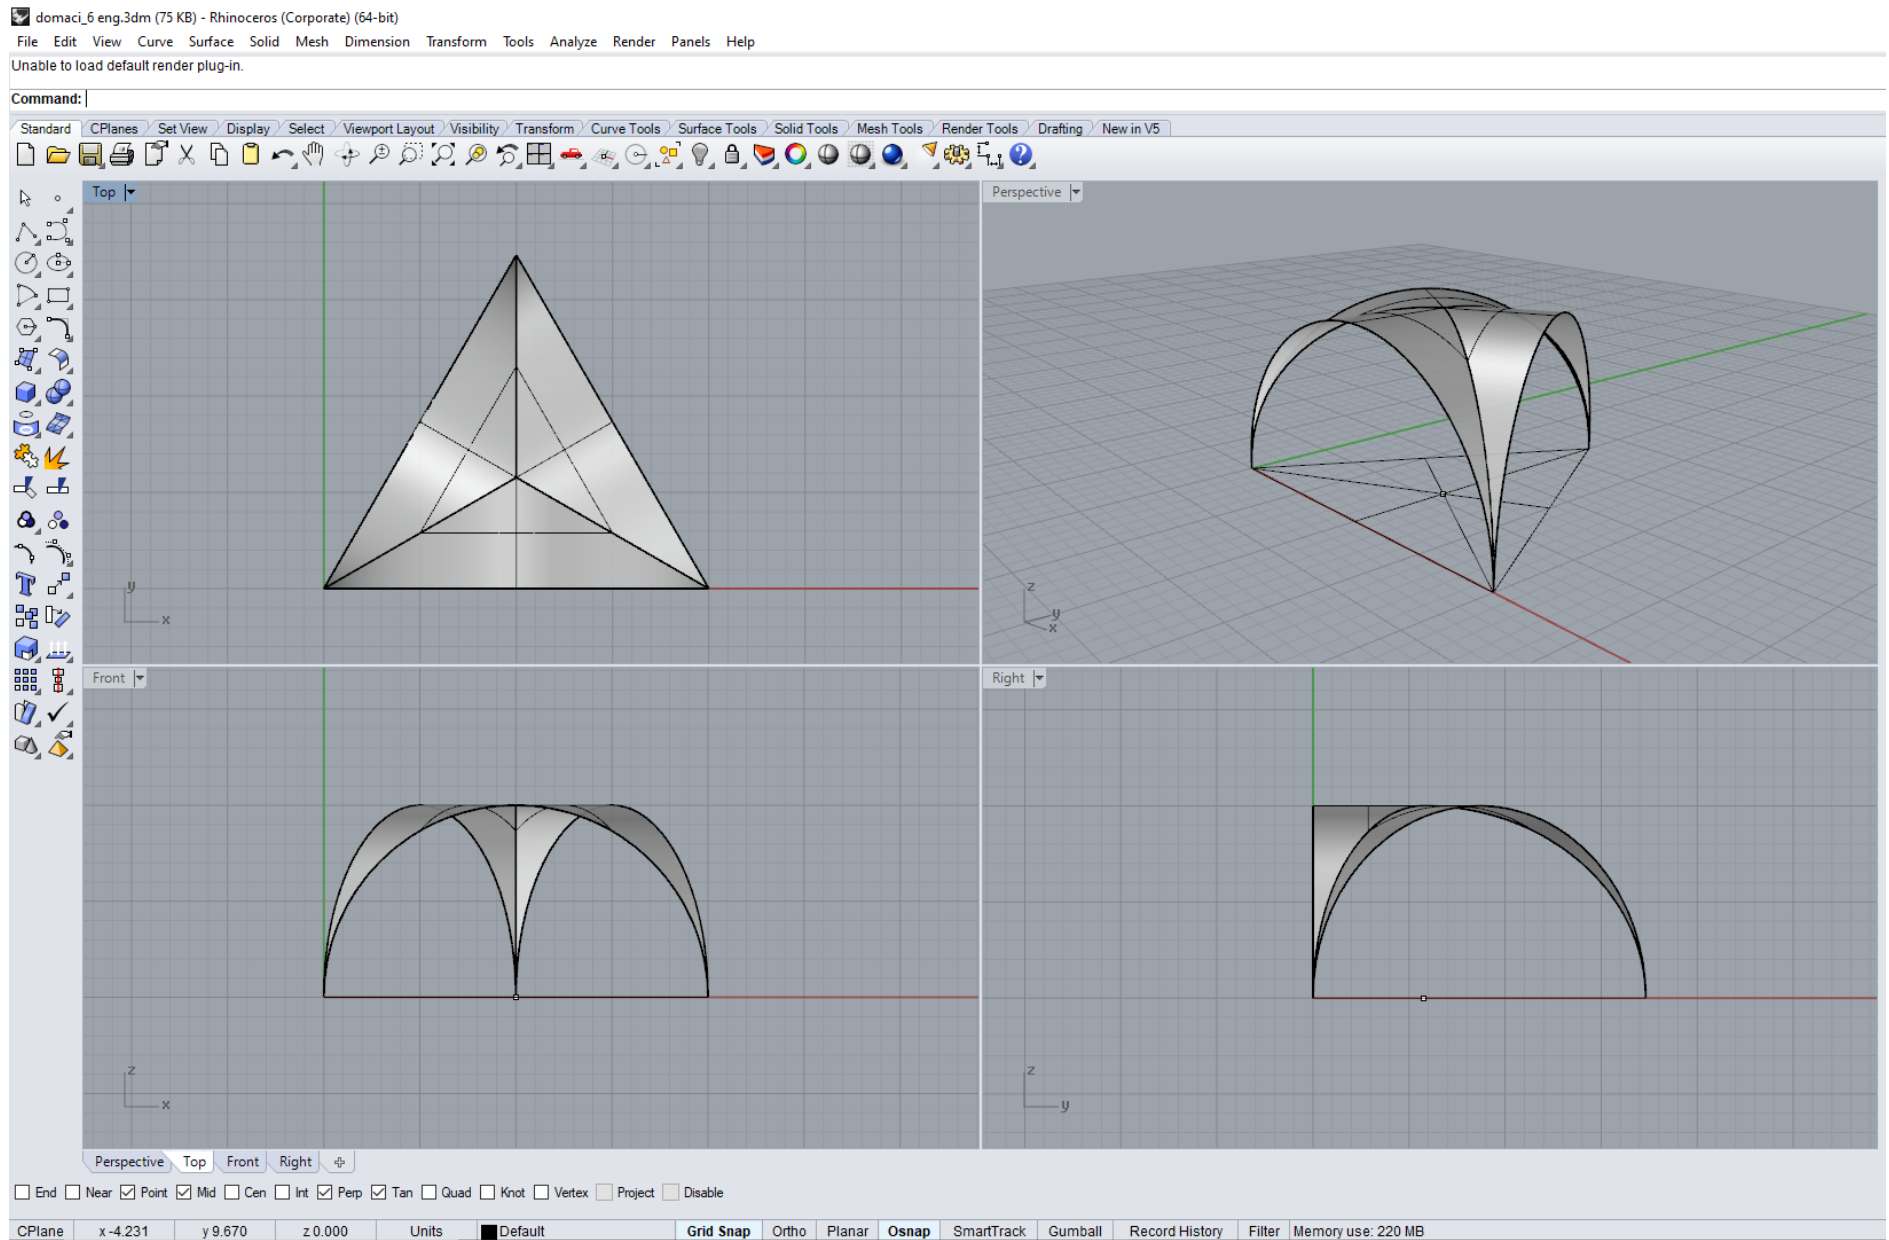 domaci_6 eng.3dm (75 KB) - Rhinoceros (Corporate) (64-bit)
File Edit View Curve Surface Solid Mesh Dimension Transform Tools Analyze Render Panels Help
Unable to load default render plug-in.
Command:
Standard CPlanes Set View Display Select Viewport Layout Visibility Transform Curve Tools Surface Tools Solid Tools Mesh Tools Render Tools Drafting New in V5
Top
Perspective
y
x
z
y
x
Front
Right
z
x
z
y
Perspective Top Front Right
End Near Point Mid Cen Int Perp Tan Quad Knot Vertex Project Disable
CPlane x -4.231 y 9.670 z 0.000 Units Default Grid Snap Ortho Planar Osnap SmartTrack Gumball Record History Filter Memory use: 220 MB